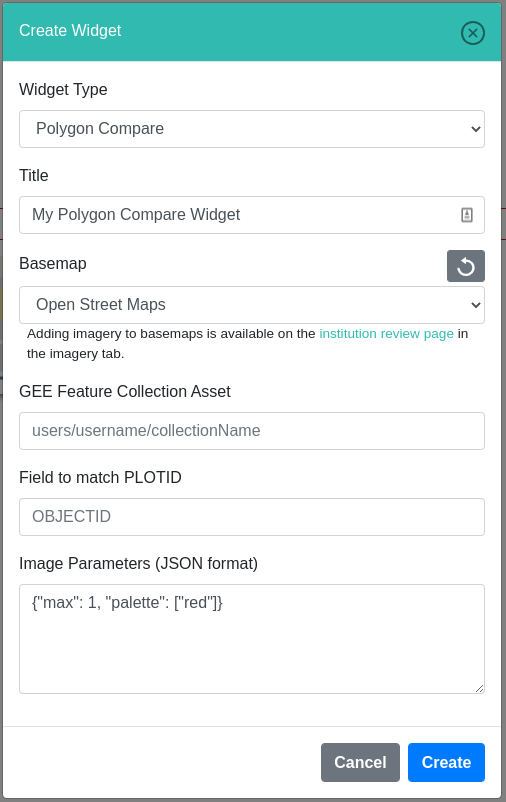 Create Widget
Widget Type
Polygon Compare
Title
My Polygon Compare Widget
Basemap
Open Street Maps
Adding imagery to basemaps is available on the institution review page in
the imagery tab.
GEE Feature Collection Asset
users/username/collectionName
Field to match PLOTID
OBJECTID
Image Parameters (JSON format)
{"max": 1, "palette": ["red"]}
Cancel Create